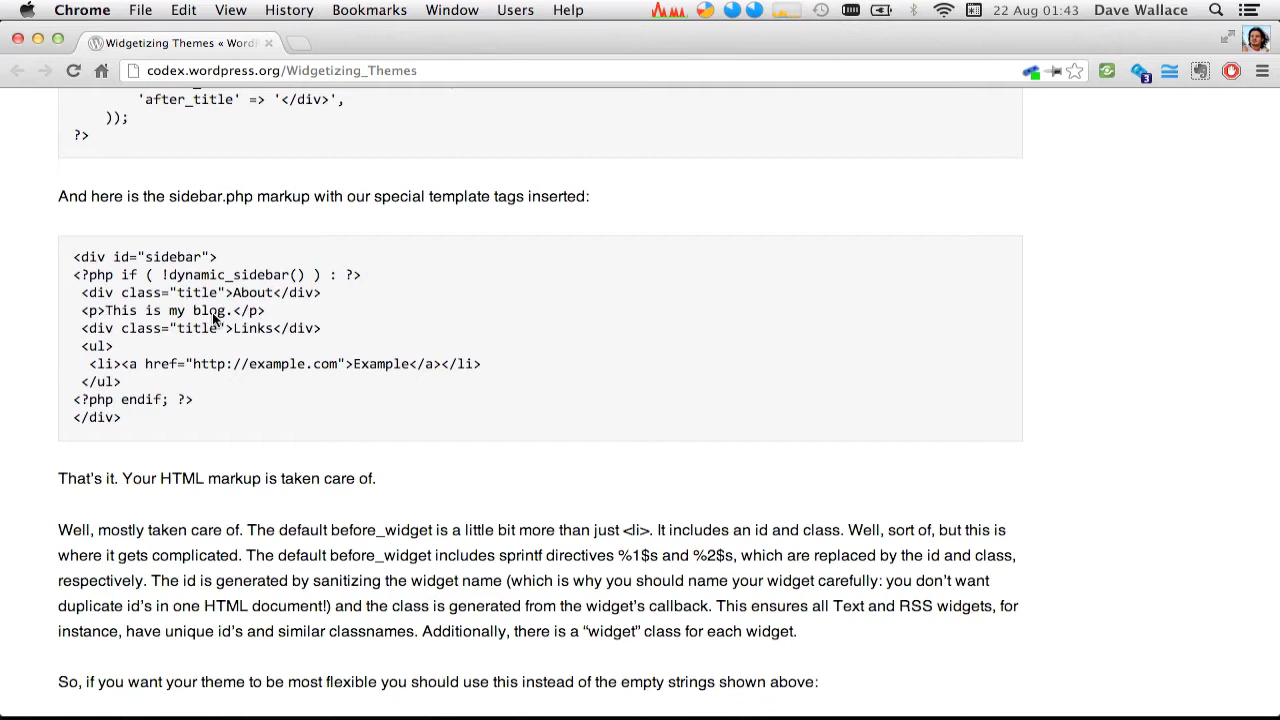 Chrome File Edit View History Bookmarks Window Users Help 22 Aug 01:43 Dave Wallace
Widgetizing Themes « Word
codex.wordpress.org/Widgetizing_Themes
3
'after_title' => '</div>',
));
?>
And here is the sidebar.php markup with our special template tags inserted:
<div id="sidebar">
<?php if ( !dynamic_sidebar() ) : ?>
<div class="title">About</div>
<p>This is my blog.</p>
<div class="title">Links</div>
<ul>
<li><a href="http://example.com">Example</a></li>
</ul>
<?php endif; ?>
</div>
That's it. Your HTML markup is taken care of.
Well, mostly taken care of. The default before_widget is a little bit more than just <li>. It includes an id and class. Well, sort of, but this is
where it gets complicated. The default before_widget includes sprintf directives %1$s and %2$s, which are replaced by the id and class,
respectively. The id is generated by sanitizing the widget name (which is why you should name your widget carefully: you don't want
duplicate id's in one HTML document!) and the class is generated from the widget's callback. This ensures all Text and RSS widgets, for
instance, have unique id's and similar classnames. Additionally, there is a “widget” class for each widget.
So, if you want your theme to be most flexible you should use this instead of the empty strings shown above: